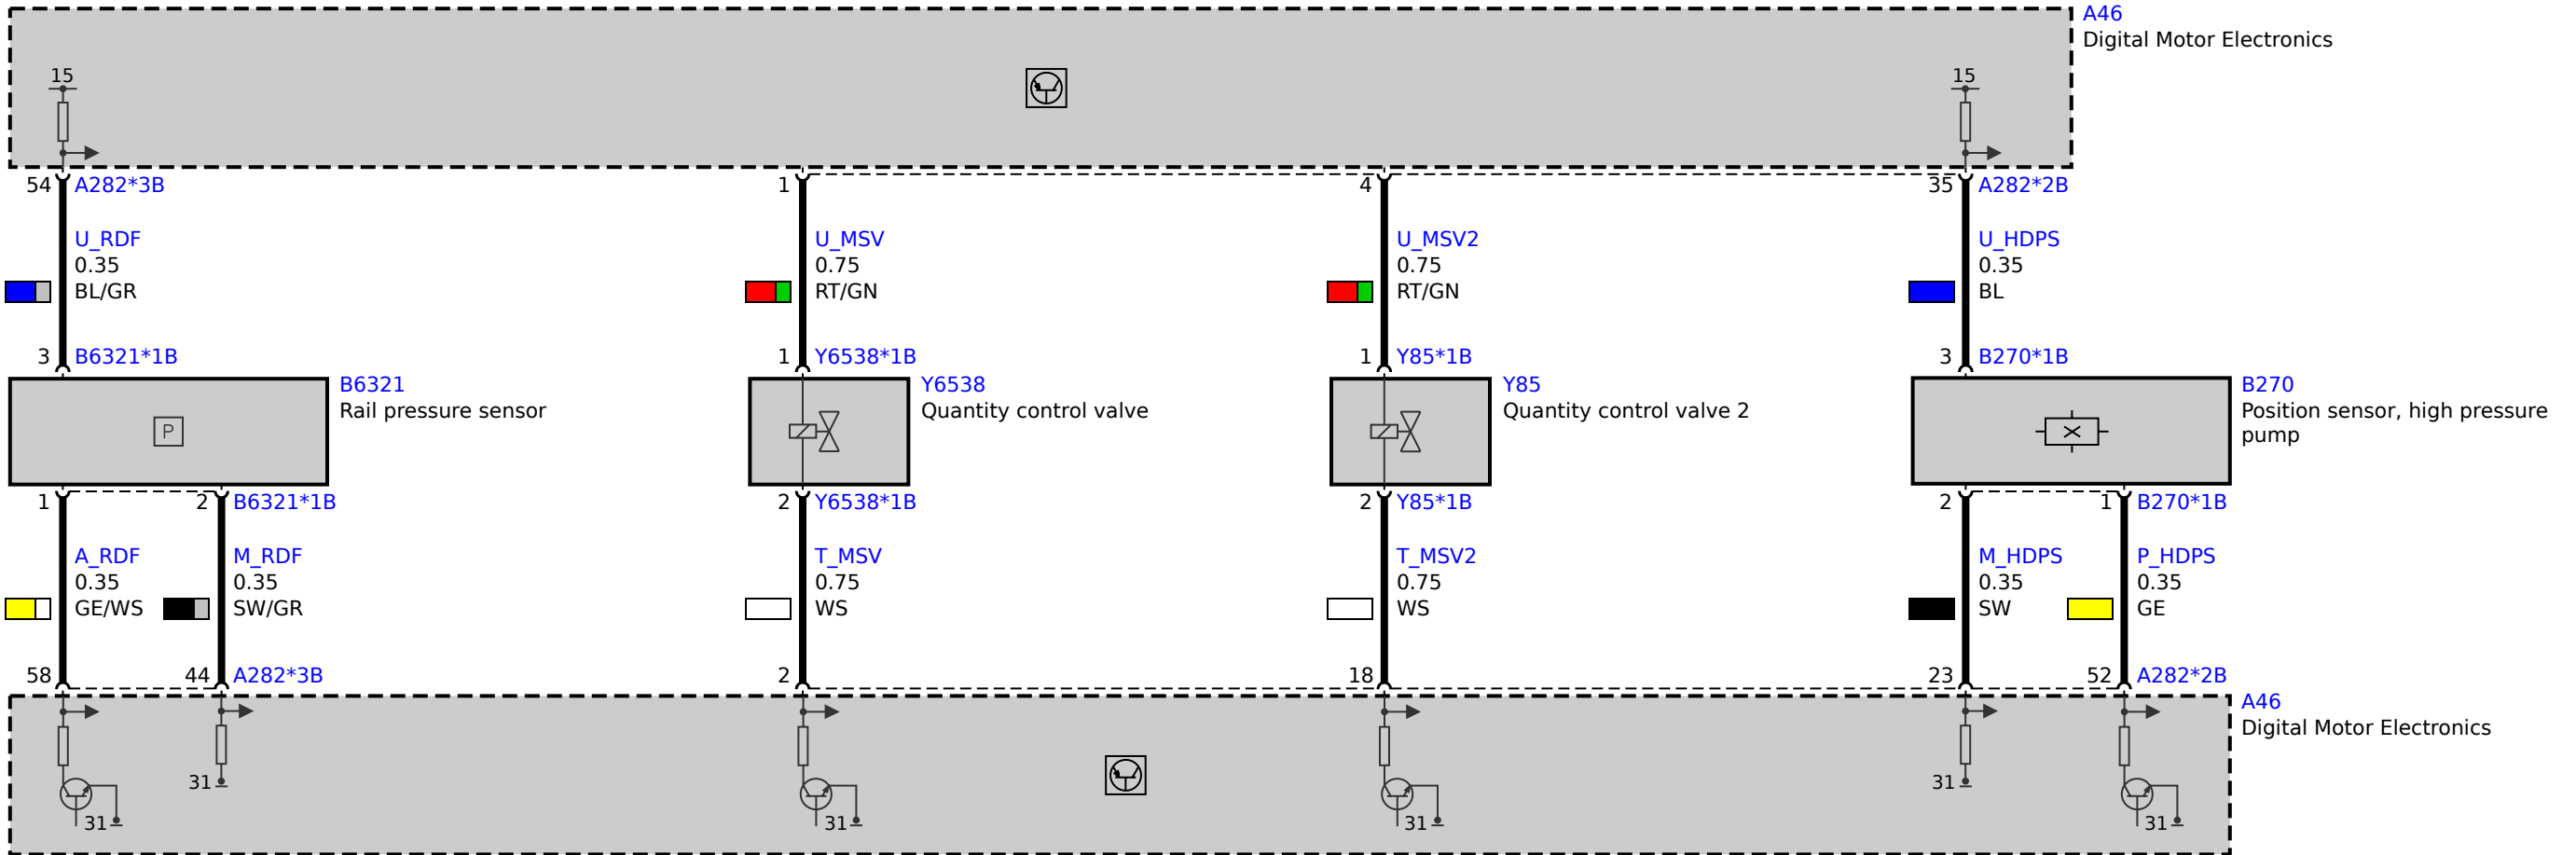 A46
Digital Motor Electronics
15
15
54 A282*3B
1
4
35 A282*2B
U_RDF
0.35
BL/GR
U_MSV
0.75
RT/GN
U_MSV2
0.75
RT/GN
U_HDPS
0.35
BL
3 B6321*1B
1 Y6538*1B
1 Y85*1B
3 B270*1B
P
B6321
Rail pressure sensor
Y6538
Quantity control valve
Y85
Quantity control valve 2
B270
Position sensor, high pressure
pump
1
2 B6321*1B
2 Y6538*1B
2 Y85*1B
2
1 B270*1B
A_RDF
0.35
GE/WS
M_RDF
0.35
SW/GR
T_MSV
0.75
WS
T_MSV2
0.75
WS
M_HDPS
0.35
SW
P_HDPS
0.35
GE
58
44 A282*3B
2
18
23
52 A282*2B
A46
Digital Motor Electronics
31
31
31
31
31
31